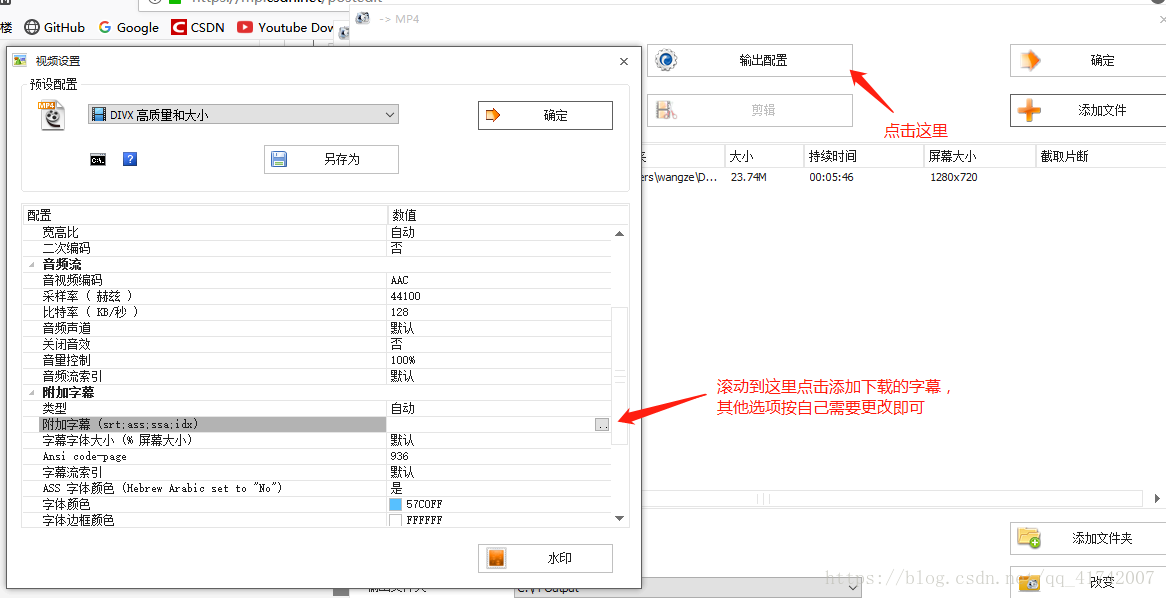 https://mp.csdn.net/postedit
-> MP4
楼 GitHub Google CSDN Youtube Dow
视频设置
预设配置
DIVX 高质量和大小
确定
另存为
输出配置
确定
剪辑
添加文件
点击这里
大小 持续时间 屏幕大小 截取片断
ers\wangze\D... 23.74M 00:05:46 1280x720
配置 数值
宽高比 自动
二次编码 否
音频流
音视频编码 AAC
采样率 ( 赫兹 ) 44100
比特率 ( KB/秒 ) 128
音频声道 默认
关闭音效 否
音量控制 100%
音频流索引 默认
附加字幕
类型 自动
附加字幕 (srt;ass;ssa;idx) ..
字幕字体大小 (% 屏幕大小) 默认
Ansi code-page 936
字幕流索引 默认
ASS 字体颜色 (Hebrew Arabic set to "No") 是
字体颜色 57C0FF
字体边框颜色 FFFFFF
滚动到这里点击添加下载的字幕，
其他选项按自己需要更改即可
水印
添加文件夹
改变
输出文件夹
https://blog.csdn.net/qq_41742007